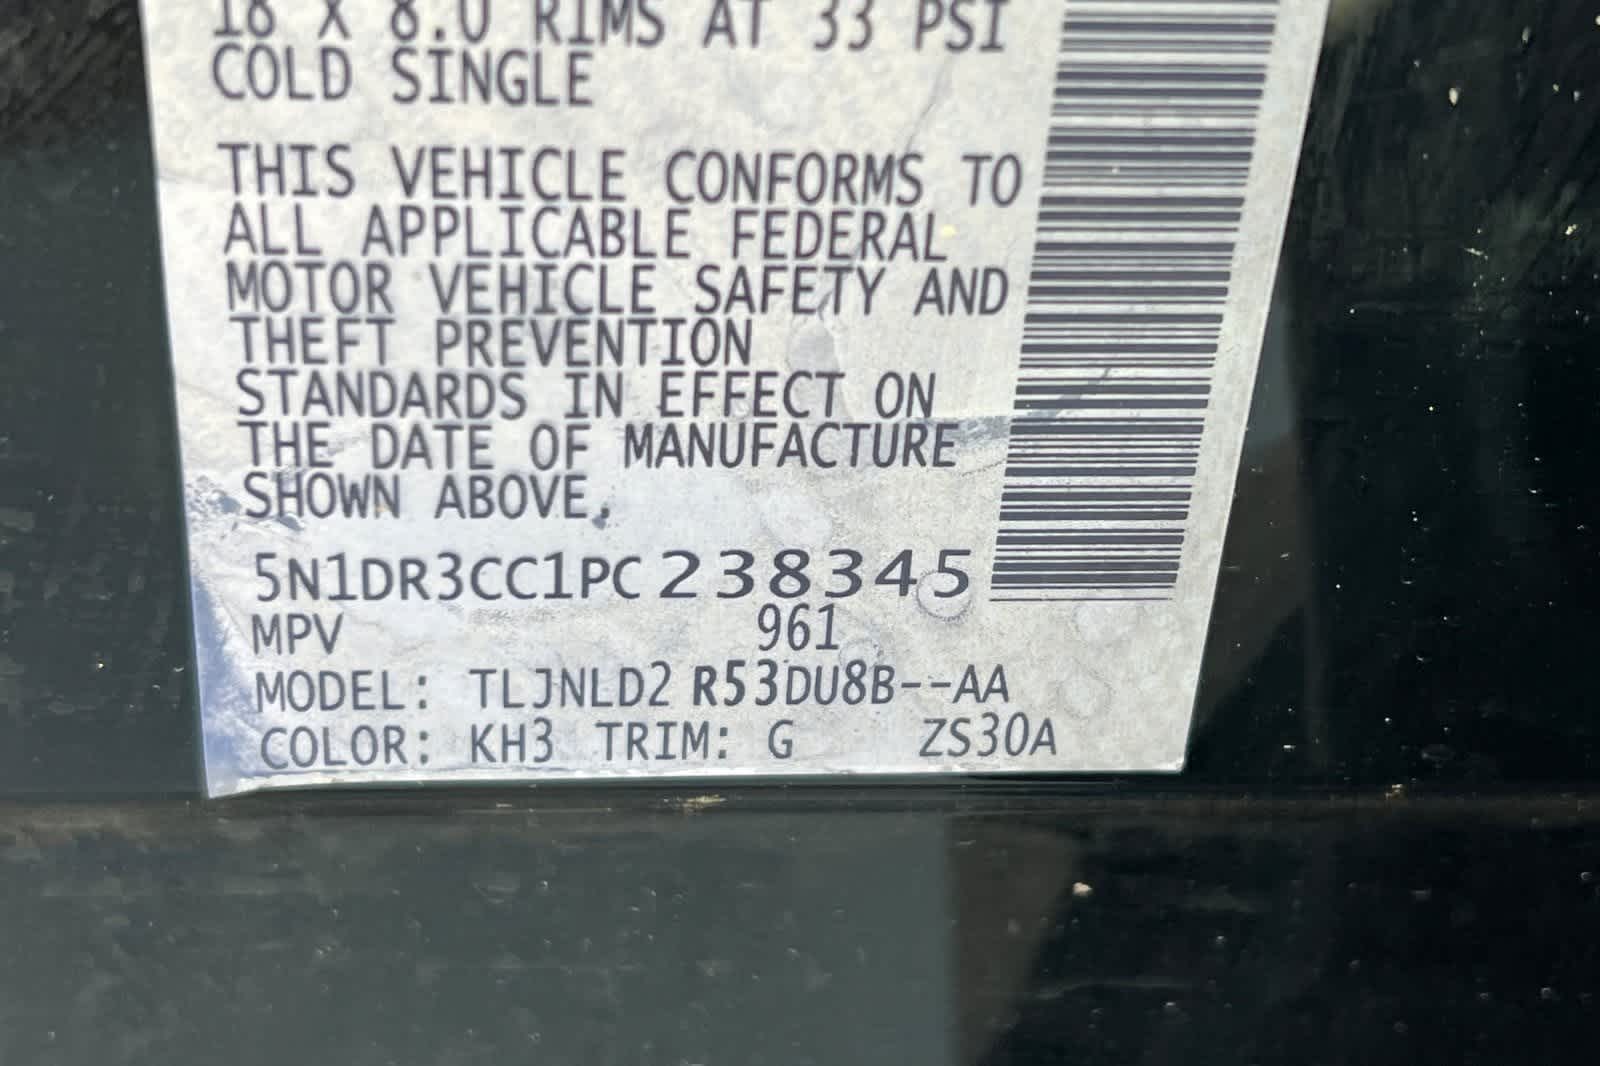 18 X 8.0 RIMS AT 33 PSI
COLD SINGLE
THIS VEHICLE CONFORMS TO
ALL APPLICABLE FEDERAL
MOTOR VEHICLE SAFETY AND
THEFT PREVENTION
STANDARDS IN EFFECT ON
THE DATE OF MANUFACTURE
SHOWN ABOVE.
5N1DR3CC1PC238345
MPV 961
MODEL: TLJNLD2 R53DU8B--AA
COLOR: KH3 TRIM: G ZS30A